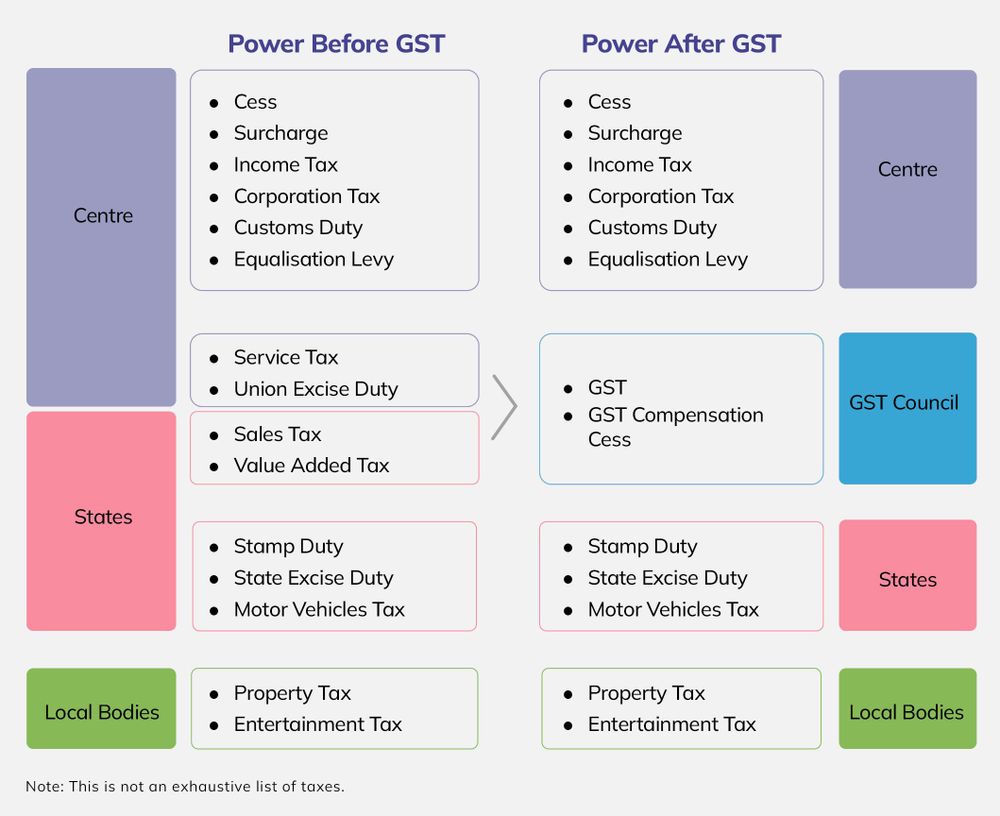 Power Before GST
Power After GST
Centre
● Cess
● Surcharge
● Income Tax
● Corporation Tax
● Customs Duty
● Equalisation Levy
● Service Tax
● Union Excise Duty
States
● Sales Tax
● Value Added Tax
● Stamp Duty
● State Excise Duty
● Motor Vehicles Tax
Local Bodies
● Property Tax
● Entertainment Tax
● Cess
● Surcharge
● Income Tax
● Corporation Tax
● Customs Duty
● Equalisation Levy
Centre
● GST
● GST Compensation
Cess
GST Council
● Stamp Duty
● State Excise Duty
● Motor Vehicles Tax
States
● Property Tax
● Entertainment Tax
Local Bodies
Note: This is not an exhaustive list of taxes.